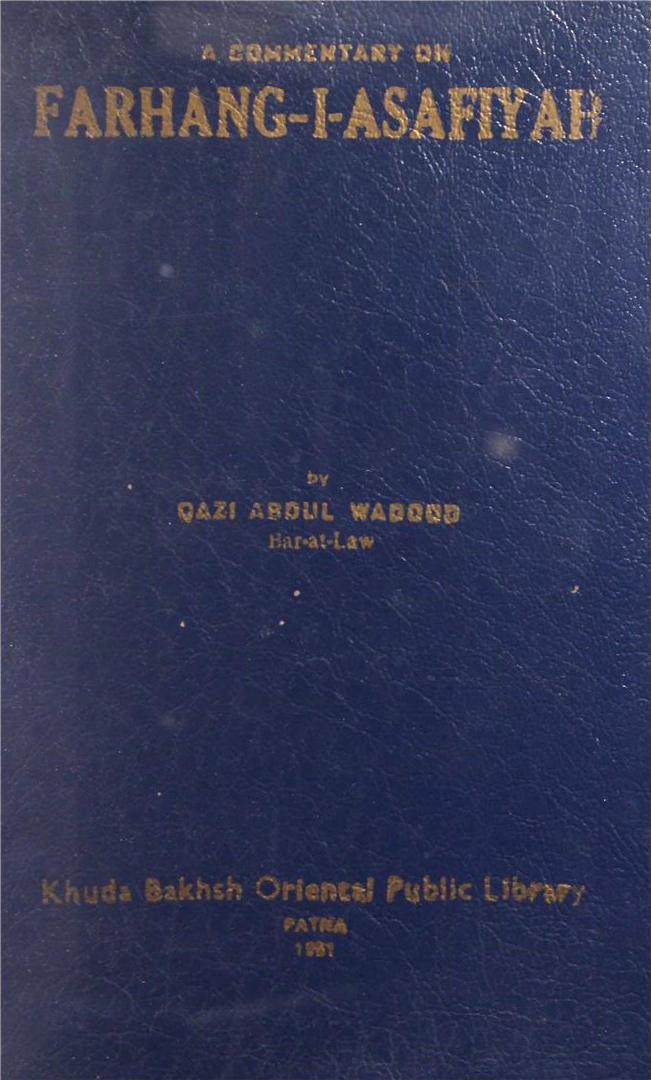 A COMMENTARY ON
FARHANG-I-ASAFIYAH
by
QAZI ABDUL WADOOD
Bar-at-Law
Khuda Bakhsh Oriental Public Library
PATNA
1981